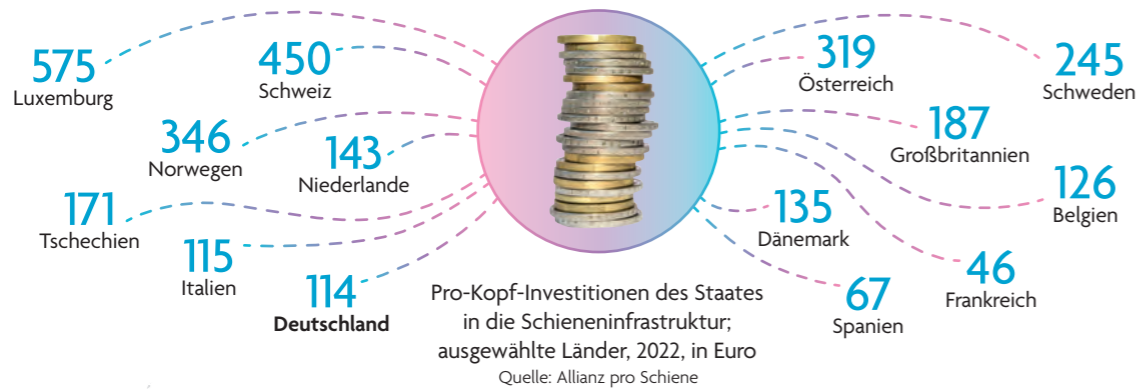 575
Luxemburg
450
Schweiz
319
Österreich
245
Schweden
346
Norwegen
143
Niederlande
187
Großbritannien
171
Tschechien
126
Belgien
115
Italien
135
Dänemark
114
Deutschland
67
Spanien
46
Frankreich
Pro-Kopf-Investitionen des Staates
in die Schieneninfrastruktur;
ausgewählte Länder, 2022, in Euro
Quelle: Allianz pro Schiene